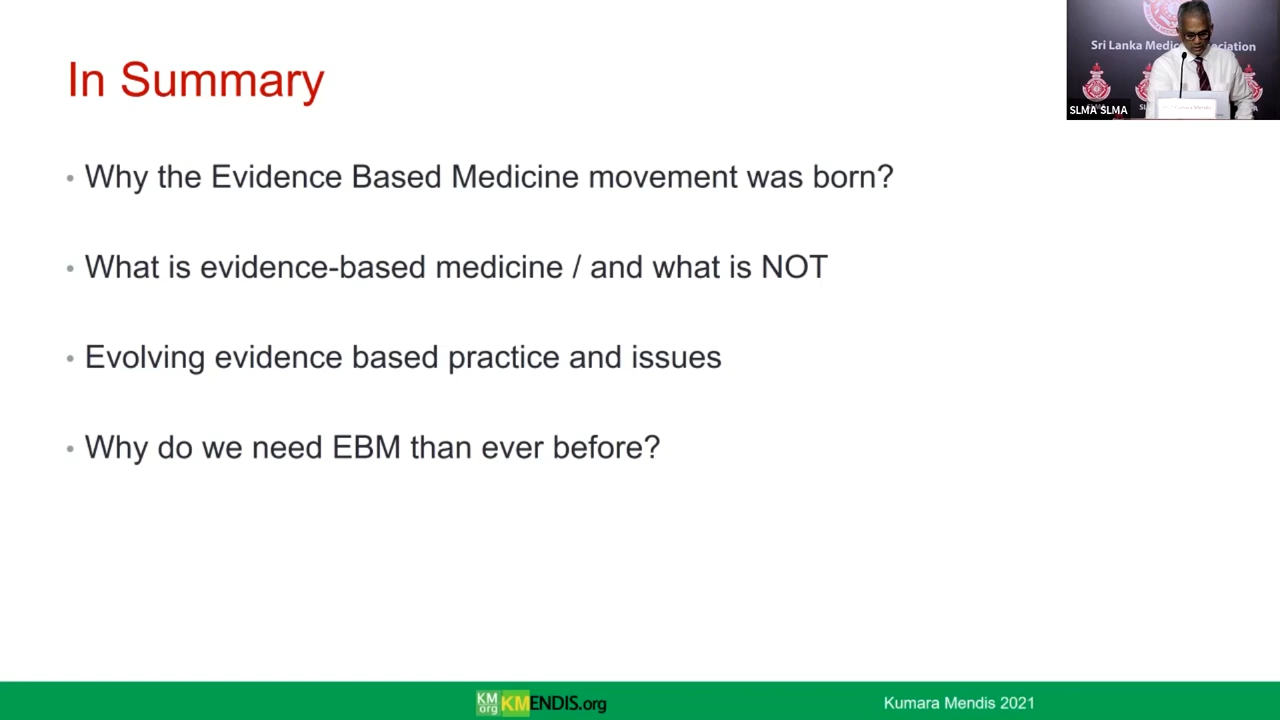 In Summary
Sri Lanka Medic ociation
SLMA SLMA
• Why the Evidence Based Medicine movement was born?
• What is evidence-based medicine / and what is NOT
• Evolving evidence based practice and issues
• Why do we need EBM than ever before?
KM
org
KMENDIS.org
Kumara Mendis 2021